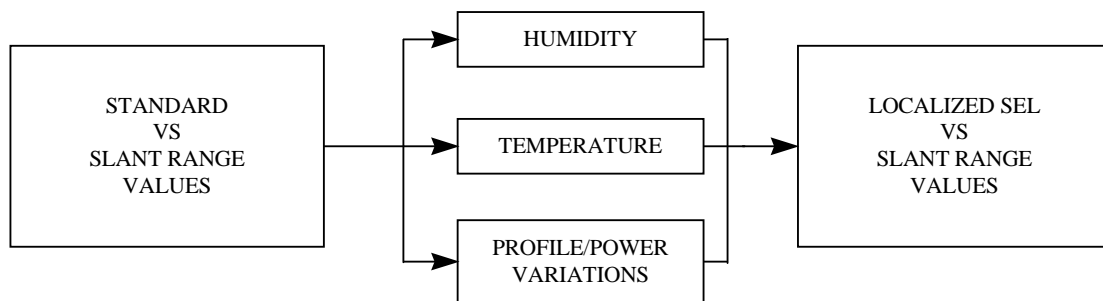 STANDARD
VS
SLANT RANGE
VALUES
HUMIDITY
TEMPERATURE
PROFILE/POWER
VARIATIONS
LOCALIZED SEL
VS
SLANT RANGE
VALUES